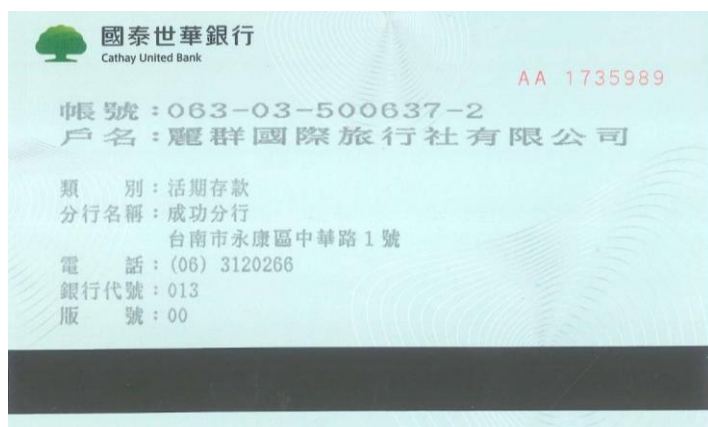 國泰世華銀行
Cathay United Bank
AA 1735989
帳號:063-03-500637-2
戶名:麗群國際旅行社有限公司
類　別:活期存款
分行名稱:成功分行
台南市永康區中華路1號
電　話:(06) 3120266
銀行代號:013
版　號:00